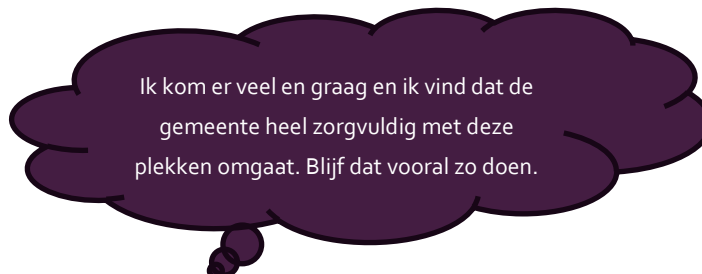 Ik kom er veel en graag en ik vind dat de
gemeente heel zorgvuldig met deze
plekken omgaat. Blijf dat vooral zo doen.